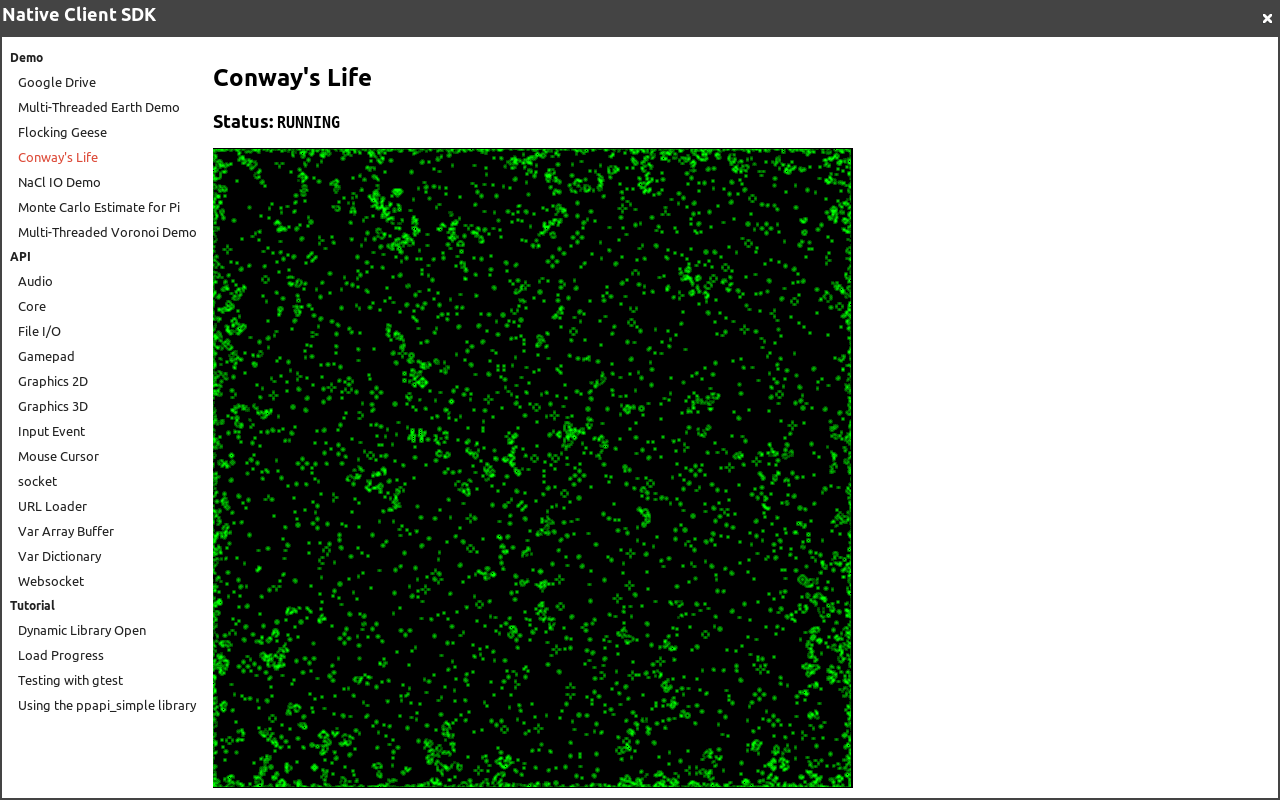 Native Client SDK
Demo
Google Drive
Multi-Threaded Earth Demo
Flocking Geese
Conway's Life
NaCl IO Demo
Monte Carlo Estimate for Pi
Multi-Threaded Voronoi Demo
API
Audio
Core
File I/O
Gamepad
Graphics 2D
Graphics 3D
Input Event
Mouse Cursor
socket
URL Loader
Var Array Buffer
Var Dictionary
Websocket
Tutorial
Dynamic Library Open
Load Progress
Testing with gtest
Using the ppapi_simple library
Conway's Life
Status: RUNNING